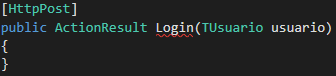 [HttpPost]
public ActionResult Login(TUsuario usuario)
{
}